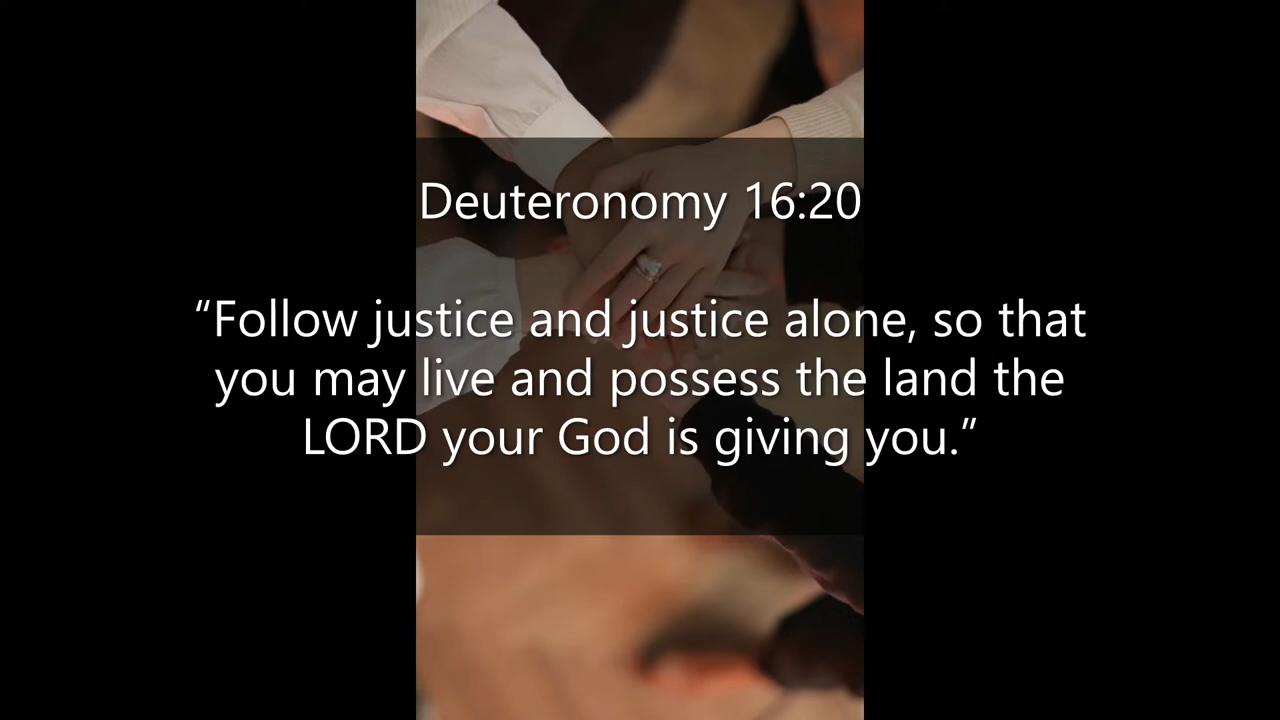 Deuteronomy 16:20
“Follow justice and justice alone, so that
you may live and possess the land the
LORD your God is giving you.”